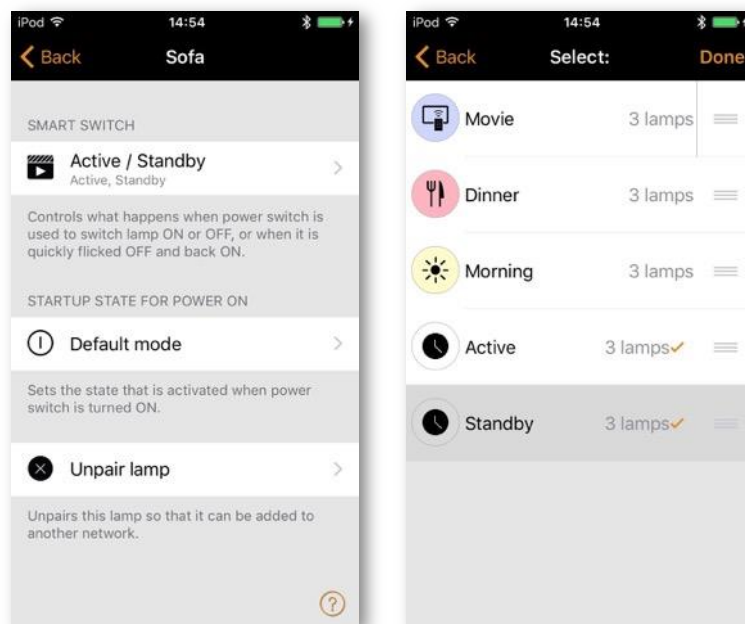 iPod 14:54
Back Sofa
SMART SWITCH
Active / Standby
Active, Standby
Controls what happens when power switch is
used to switch lamp ON or OFF, or when it is
quickly flicked OFF and back ON.
STARTUP STATE FOR POWER ON
Default mode
Sets the state that is activated when power
switch is turned ON.
Unpair lamp
Unpairs this lamp so that it can be added to
another network.
?
iPod 14:54
Back Select: Done
Movie 3 lamps
Dinner 3 lamps
Morning 3 lamps
Active 3 lamps
Standby 3 lamps